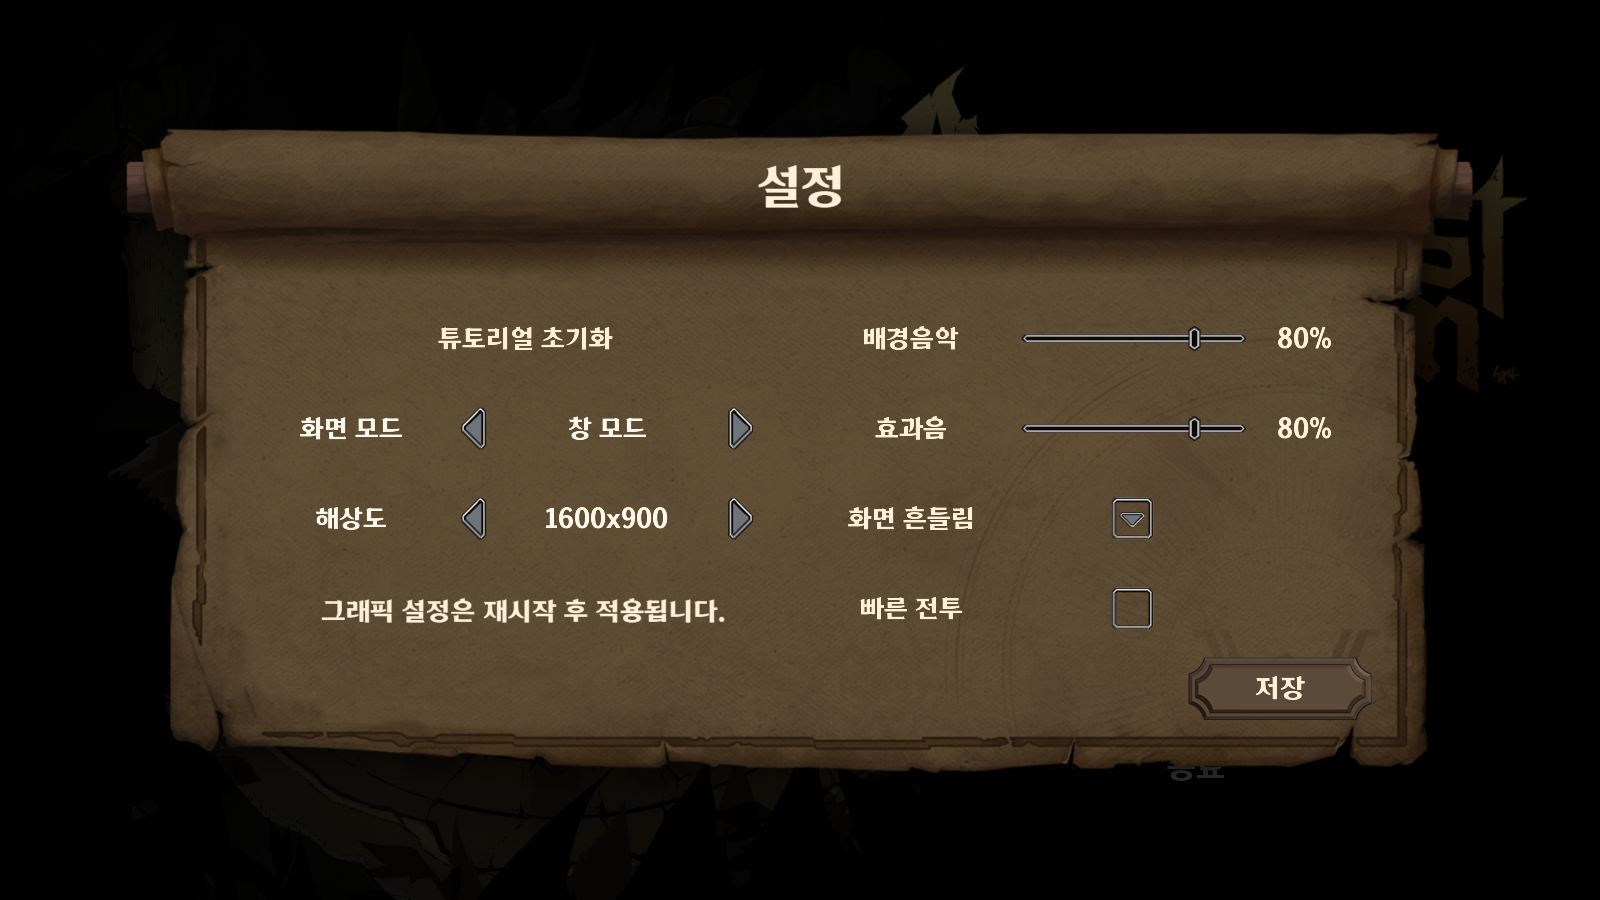 설정
튜토리얼 초기화
배경음악 80%
화면 모드 창 모드
효과음 80%
해상도 1600x900
화면 흔들림
그래픽 설정은 재시작 후 적용됩니다.
빠른 전투
저장